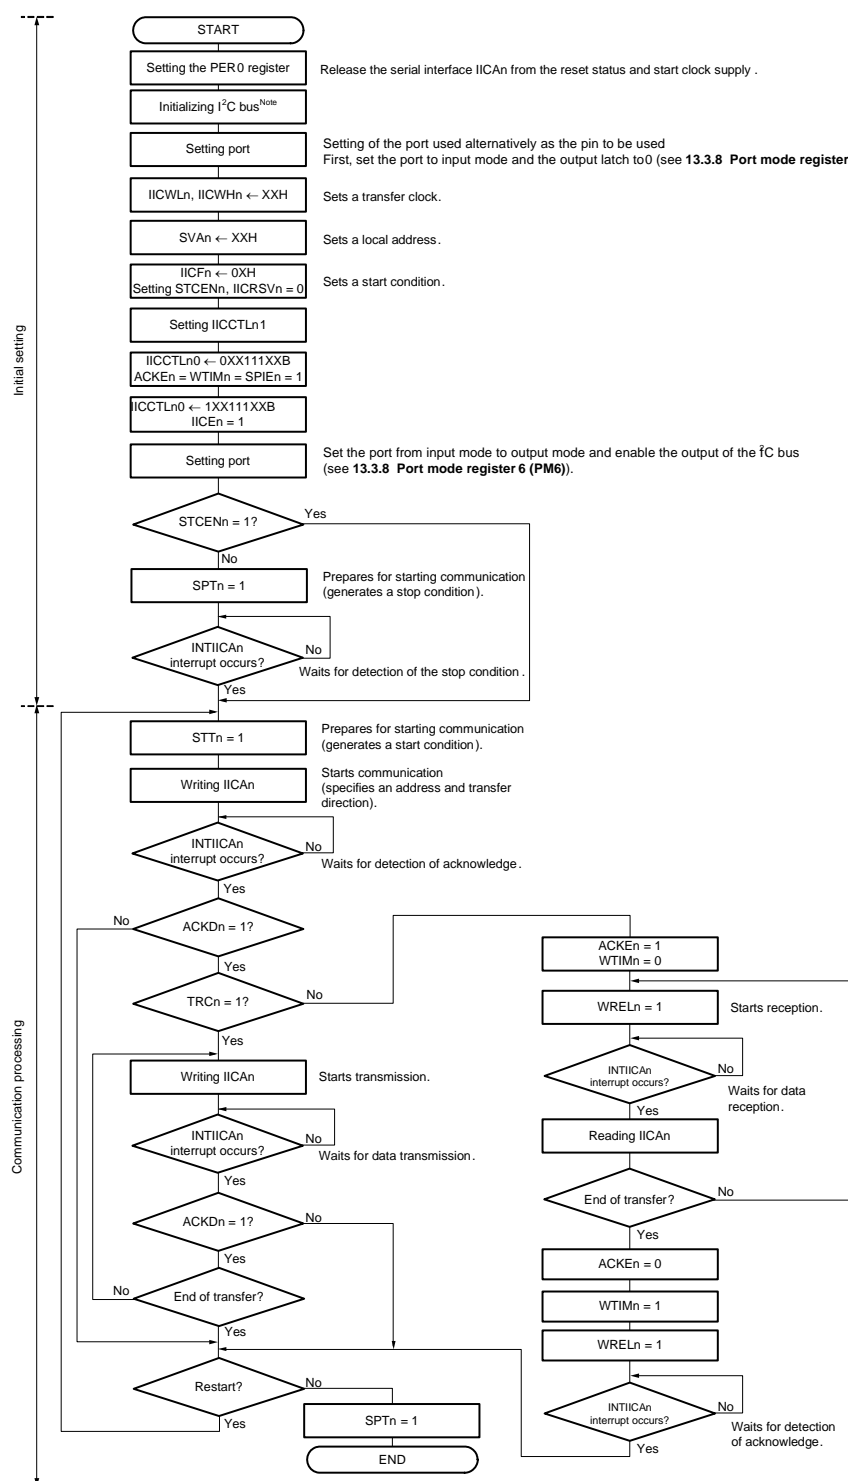 START
Setting the PER0 register
Release the serial interface IICAn from the reset status and start clock supply .
Initializing I²C bus Note
Setting port
Setting of the port used alternatively as the pin to be used
First, set the port to input mode and the output latch to0 (see 13.3.8 Port mode register
IICWLn, IICWHn ← XXH
Sets a transfer clock.
SVAn ← XXH
Sets a local address.
IICFn ← 0XH
Setting STCENn, IICRSVn = 0
Sets a start condition.
Initial setting
Setting IICCTLn1
IICCTLn0 ← 0XX111XXB
ACKEn = WTIMn = SPIEn = 1
IICCTLn0 ← 1XX111XXB
IICEn = 1
Setting port
Set the port from input mode to output mode and enable the output of the I²C bus
(see 13.3.8 Port mode register 6 (PM6)).
STCENn = 1?
Yes
No
SPTn = 1
Prepares for starting communication
(generates a stop condition).
INTIICAn
interrupt occurs?
No
Waits for detection of the stop condition .
Yes
STTn = 1
Prepares for starting communication
(generates a start condition).
Writing IICAn
Starts communication
(specifies an address and transfer
direction).
INTIICAn
interrupt occurs?
No
Waits for detection of acknowledge.
Yes
No
ACKDn = 1?
Yes
TRCn = 1?
No
Yes
Communication processing
Writing IICAn
Starts transmission.
INTIICAn
interrupt occurs?
No
Waits for data transmission.
Yes
ACKDn = 1?
No
Yes
No
End of transfer?
Yes
Restart?
No
Yes
SPTn = 1
END
ACKEn = 1
WTIMn = 0
WRELn = 1
Starts reception.
INTIICAn
interrupt occurs?
No
Waits for data
reception.
Yes
Reading IICAn
End of transfer?
No
Yes
ACKEn = 0
WTIMn = 1
WRELn = 1
INTIICAn
interrupt occurs?
No
Waits for detection
of acknowledge.
Yes